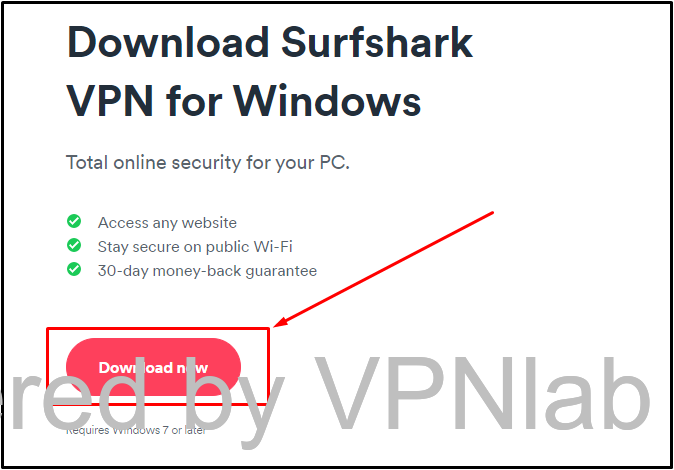 Download Surfshark
VPN for Windows
Total online security for your PC.
Access any website
Stay secure on public Wi-Fi
30-day money-back guarantee
Download now
ered by VPNlab
Requires Windows 7 or later